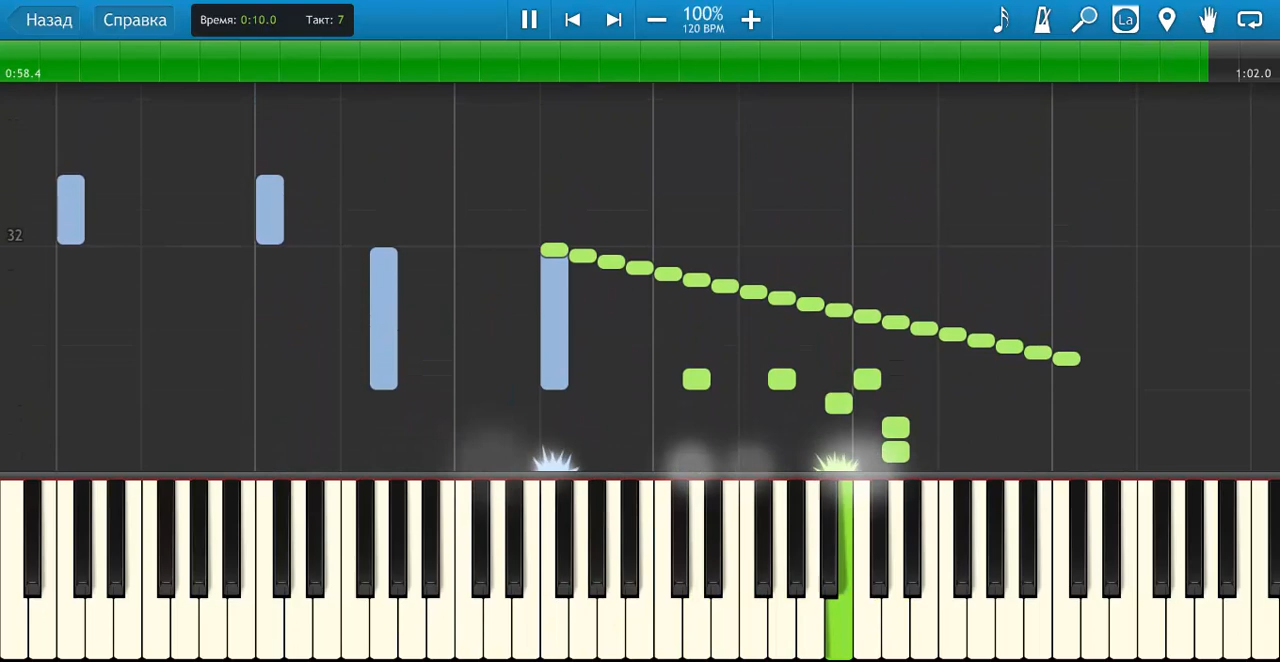 Назад
Справка
Время: 0:10.0 Такт: 7
100%
120 BPM
La
0:58.4
1:02.0
32